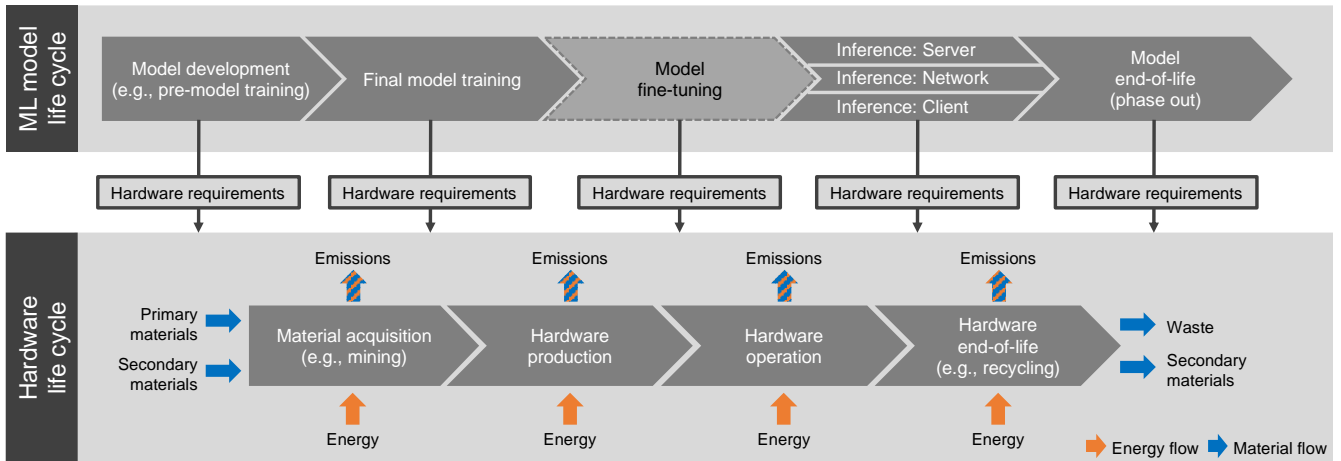 ML model
life cycle
Model development
(e.g., pre-model training)
Final model training
Model
fine-tuning
Inference: Server
Inference: Network
Inference: Client
Model
end-of-life
(phase out)
Hardware requirements
Hardware requirements
Hardware requirements
Hardware requirements
Hardware requirements
Hardware
life cycle
Emissions
Emissions
Emissions
Emissions
Primary
materials
Secondary
materials
Material acquisition
(e.g., mining)
Hardware
production
Hardware
operation
Hardware
end-of-life
(e.g., recycling)
Waste
Secondary
materials
Energy
Energy
Energy
Energy
Energy flow
Material flow